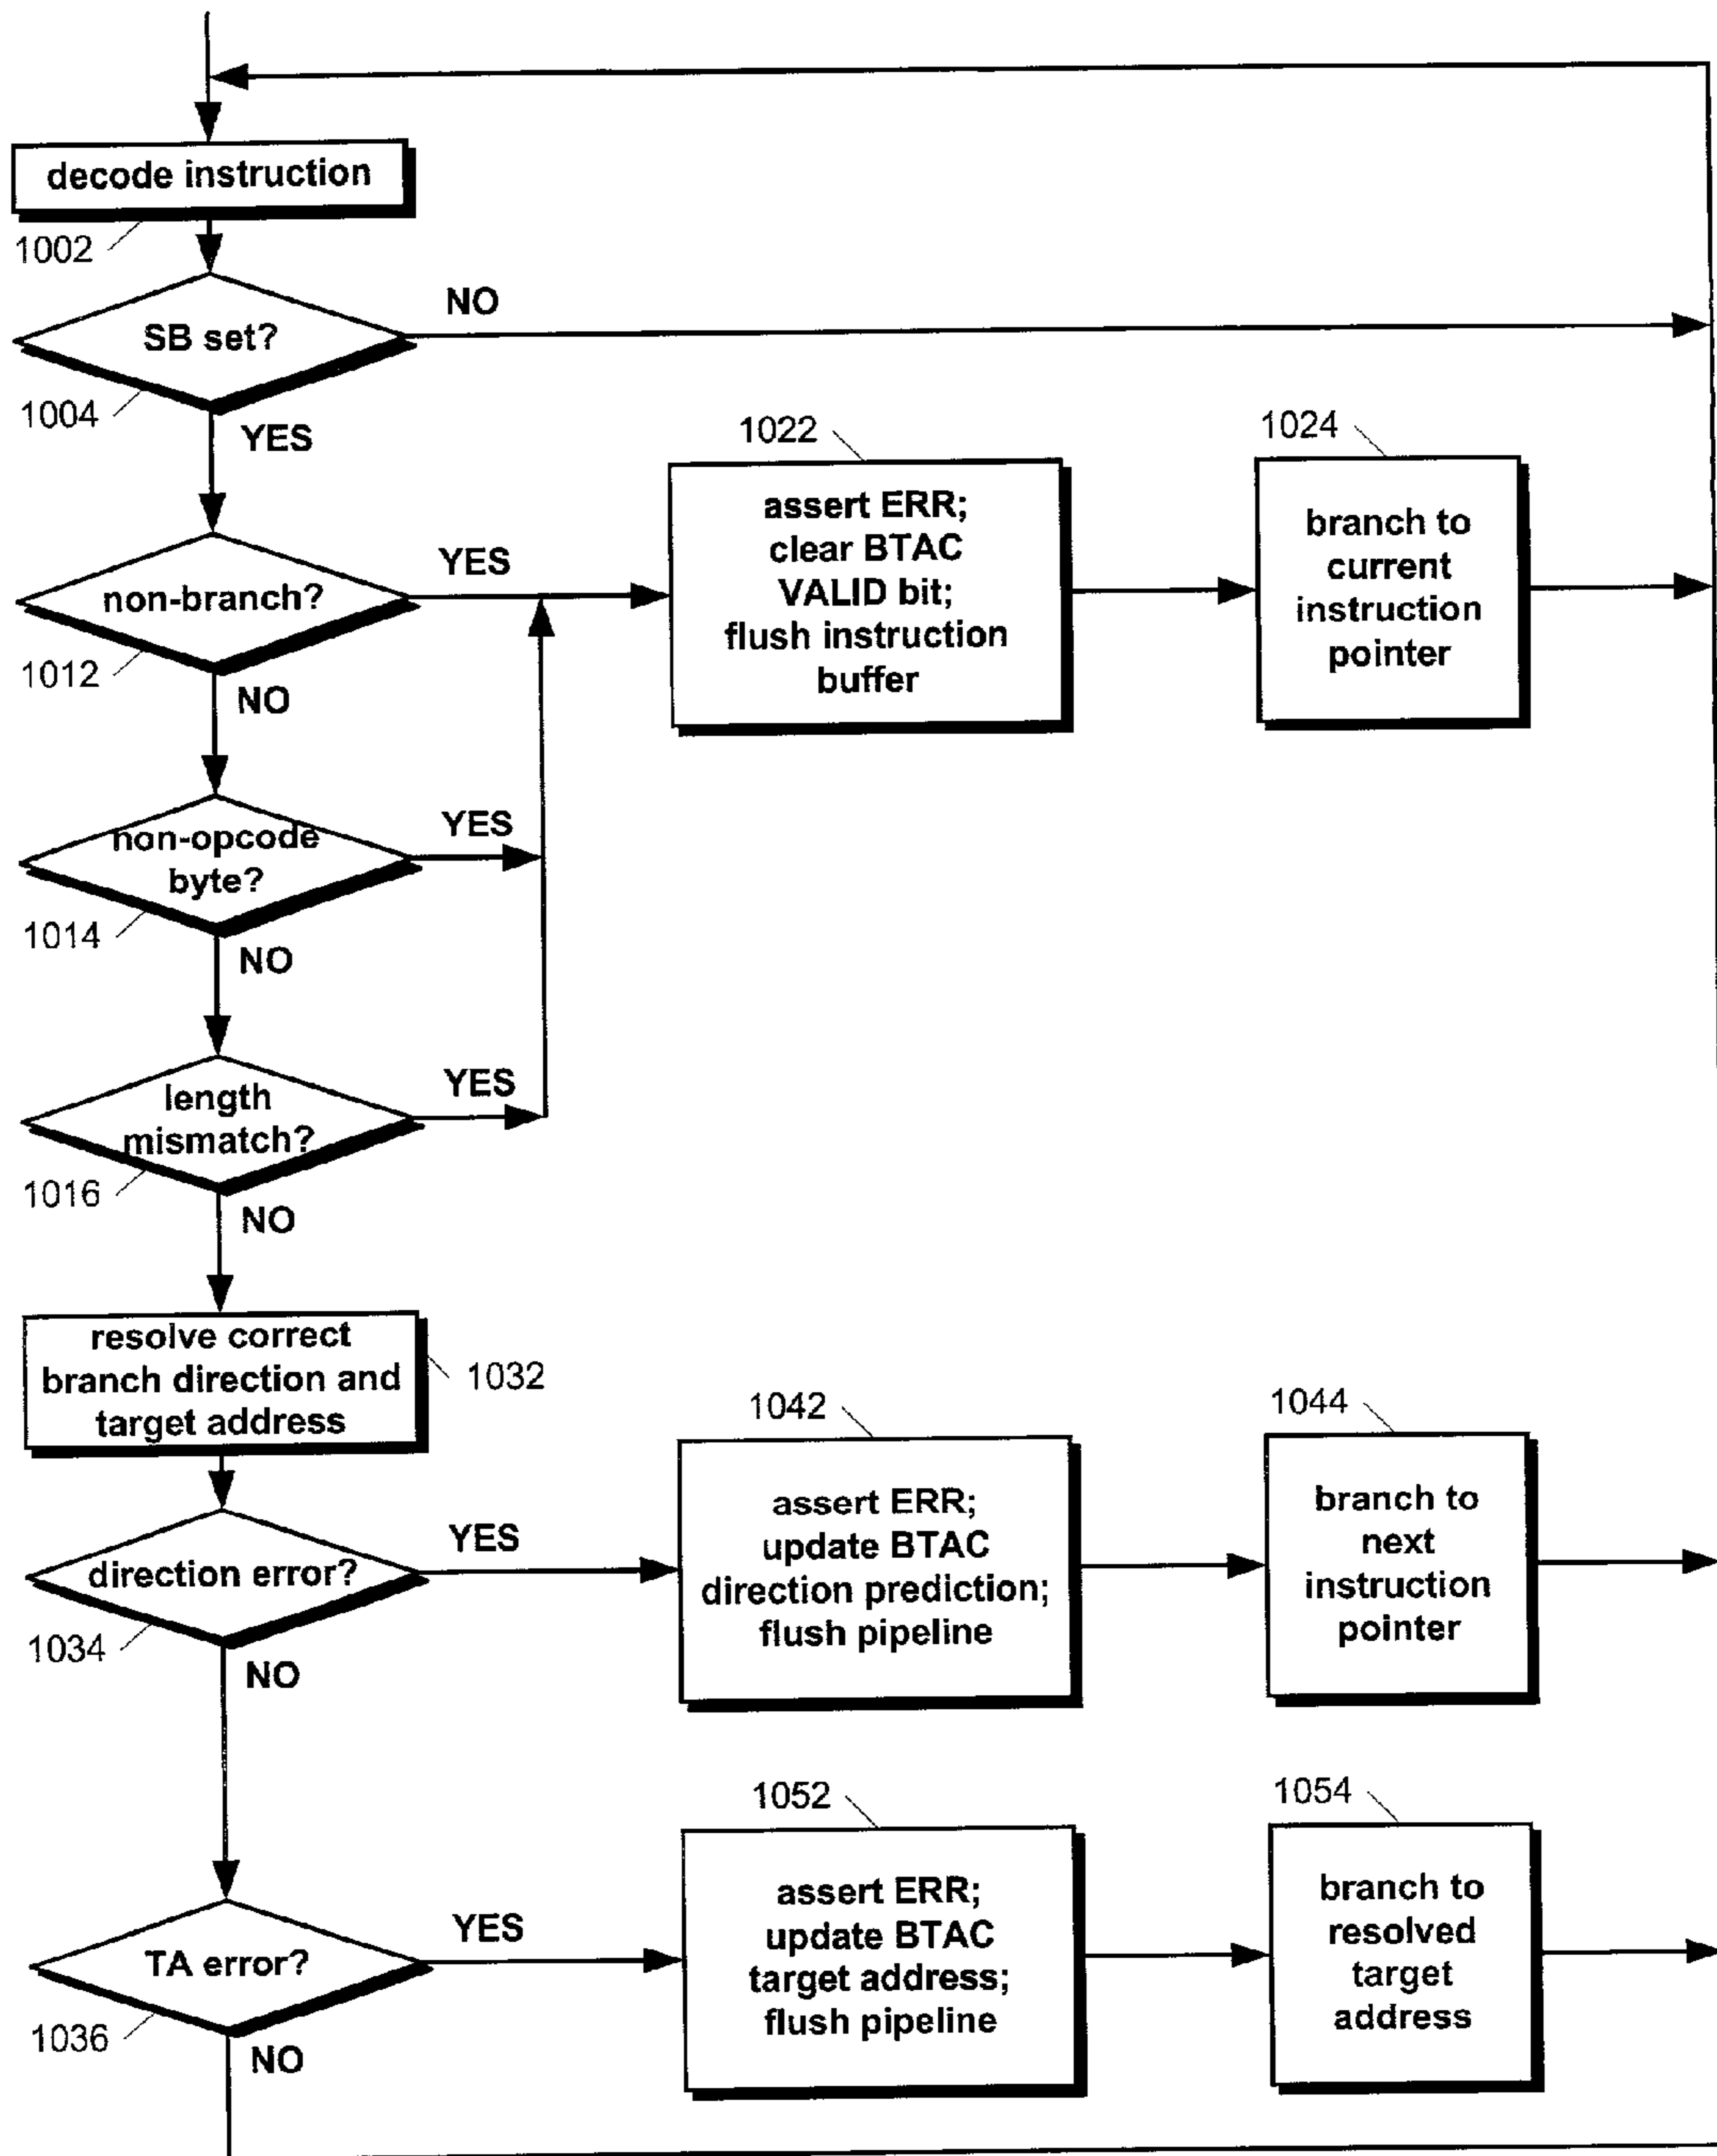 decode instruction
1002
NO
SB set?
1004
YES
1022
1024
assert ERR;
clear BTAC
VALID bit;
flush instruction
buffer
branch to
current
instruction
pointer
YES
non-branch?
1012
NO
YES
non-opcode
byte?
1014
NO
YES
length
mismatch?
1016
NO
resolve correct
branch direction and
target address
1032
1042
1044
YES
direction error?
assert ERR;
update BTAC
direction prediction;
flush pipeline
branch to
next
instruction
pointer
1034
NO
1052
1054
YES
TA error?
assert ERR;
update BTAC
target address;
flush pipeline
branch to
resolved
target
address
1036
NO